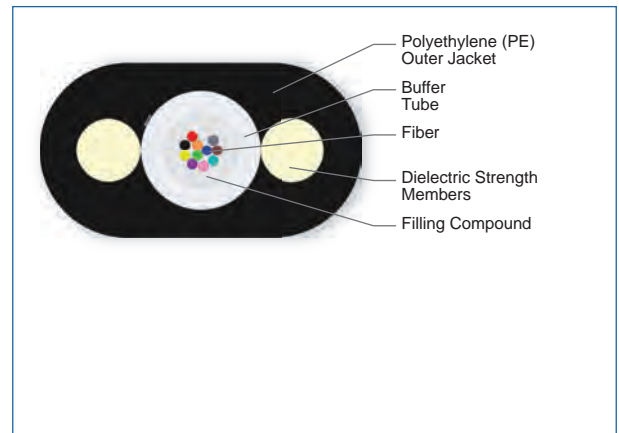 Polyethylene (PE)
Outer Jacket
Buffer
Tube
Fiber
Dielectric Strength
Members
Filling Compound